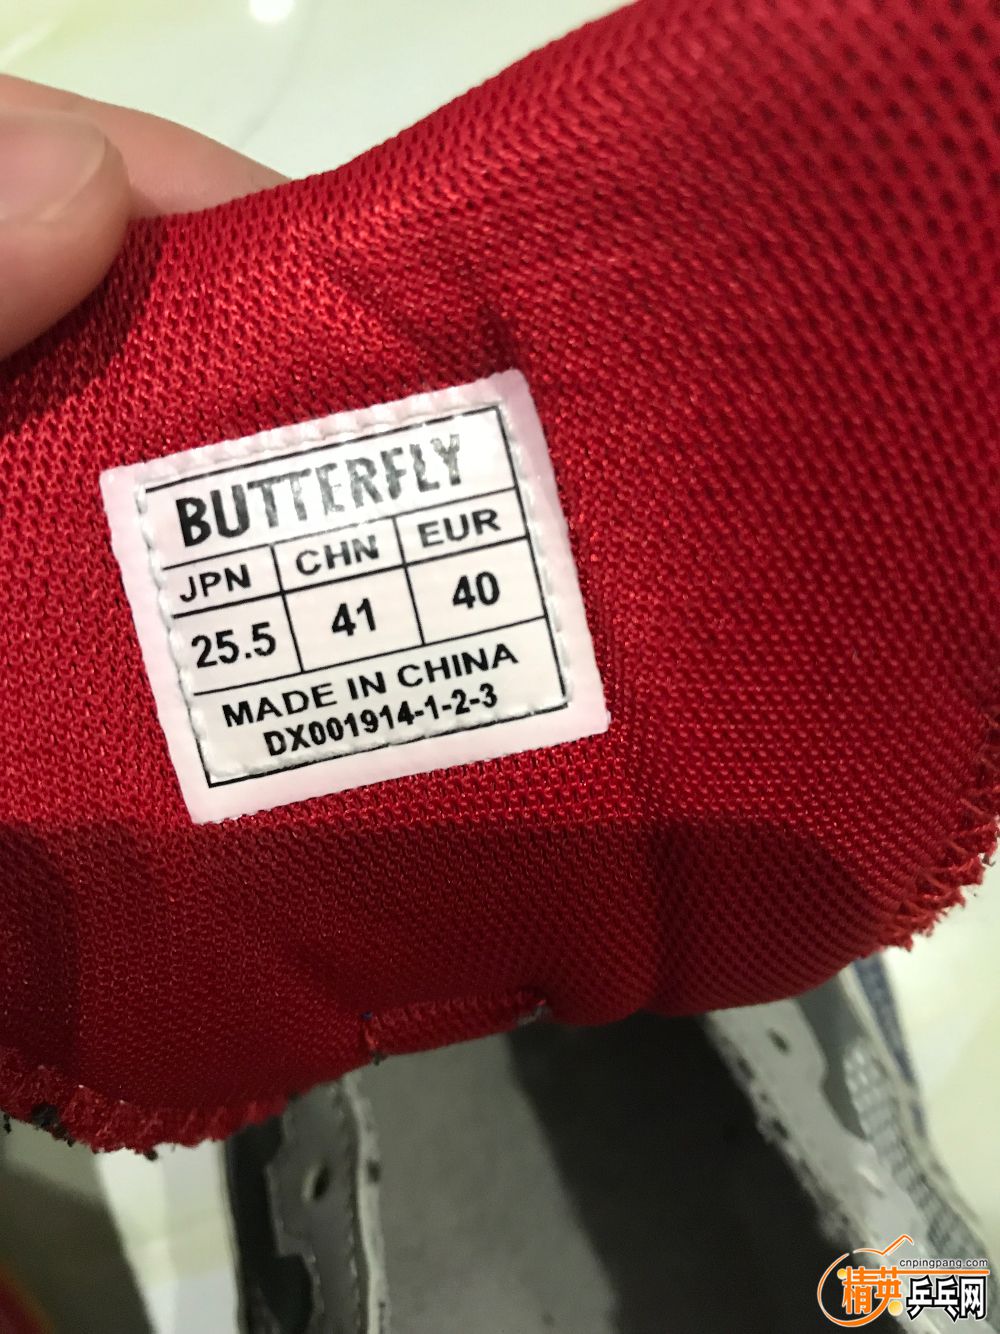 BUTTERFLY
JPN CHN EUR
25.5 41 40
MADE IN CHINA
DX001914-1-2-3
cnpingpang.com
精英乒乓网